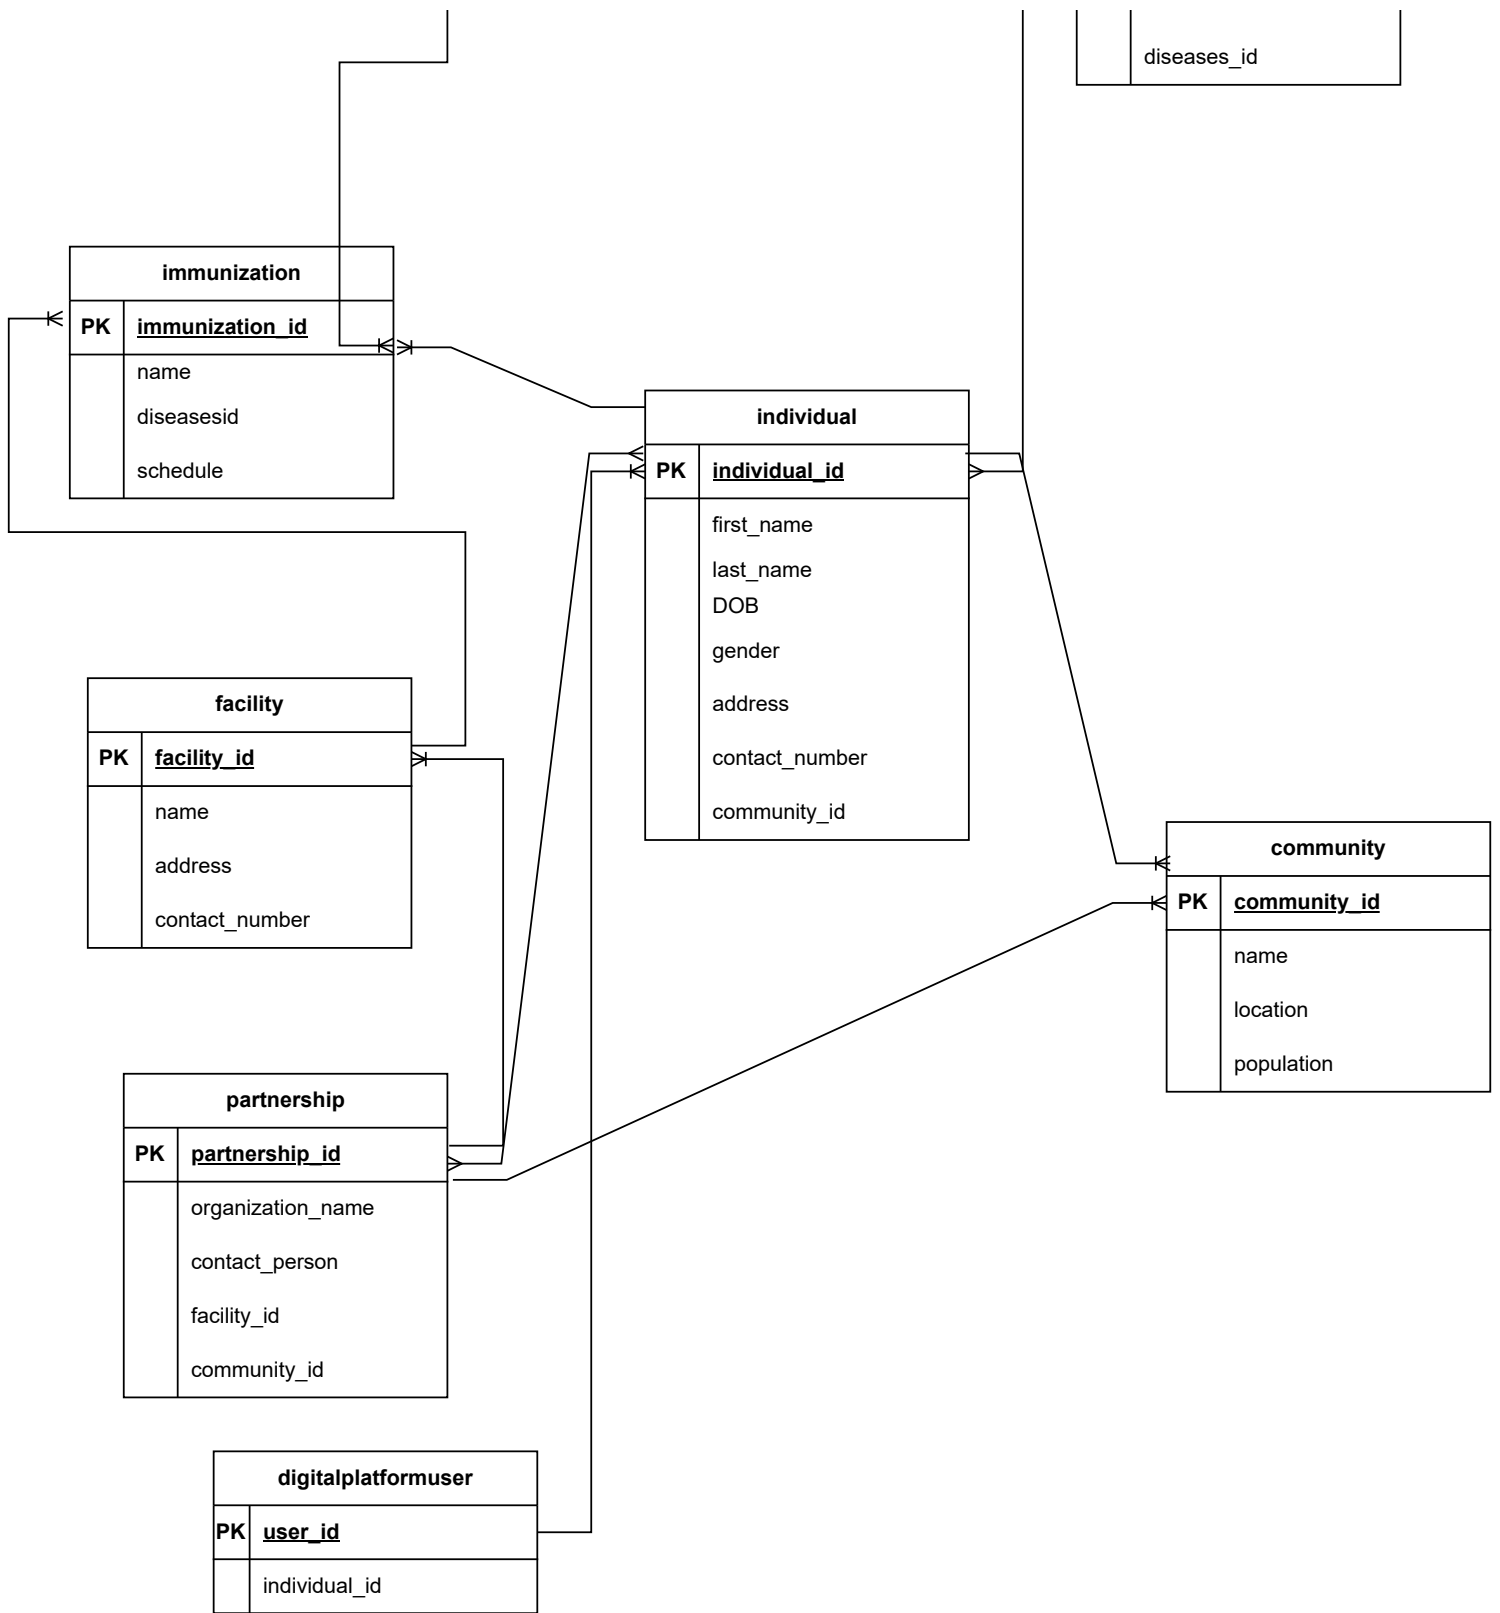 diseases_id
immunization
PK immunization_id
name
diseasesid
schedule
individual
PK individual_id
first_name
last_name
DOB
gender
address
contact_number
community_id
facility
PK facility_id
name
address
contact_number
community
PK community_id
name
location
population
partnership
PK partnership_id
organization_name
contact_person
facility_id
community_id
digitalplatformuser
PK user_id
individual_id